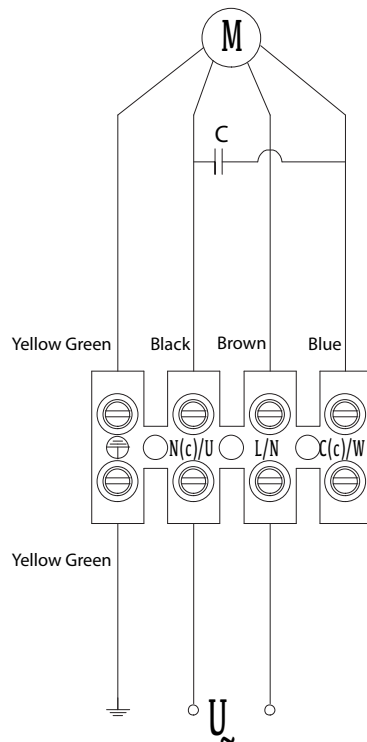 M
C
Yellow Green Black Brown Blue
N(c)/U L/N C(c)/W
Yellow Green
U
~